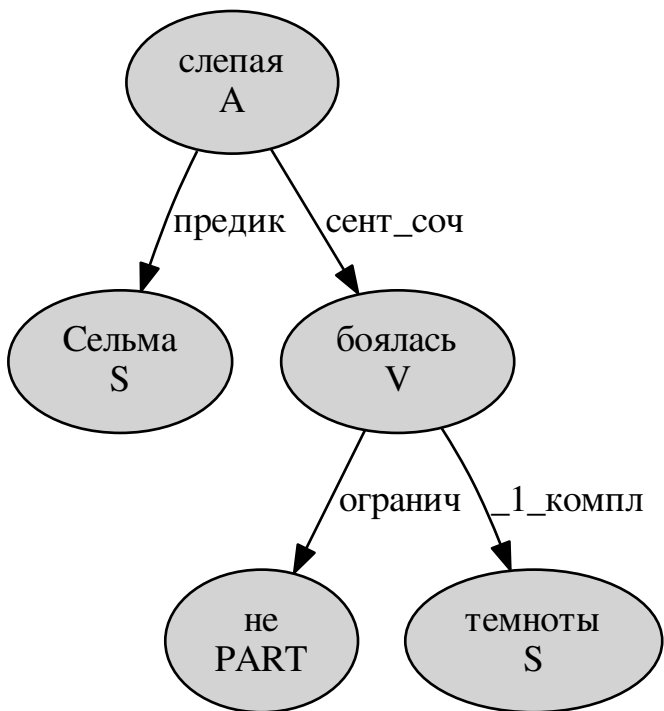 слепая
A
предик
сент_соч
Сельма
S
боялась
V
огранич
_1_компл
не
PART
темноты
S